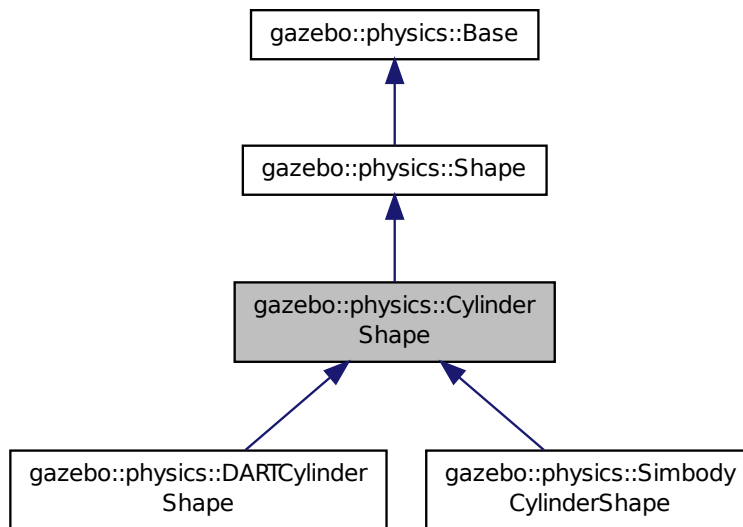 gazebo::physics::Base
gazebo::physics::Shape
gazebo::physics::Cylinder
Shape
gazebo::physics::DARTCylinder
Shape
gazebo::physics::Simbody
CylinderShape